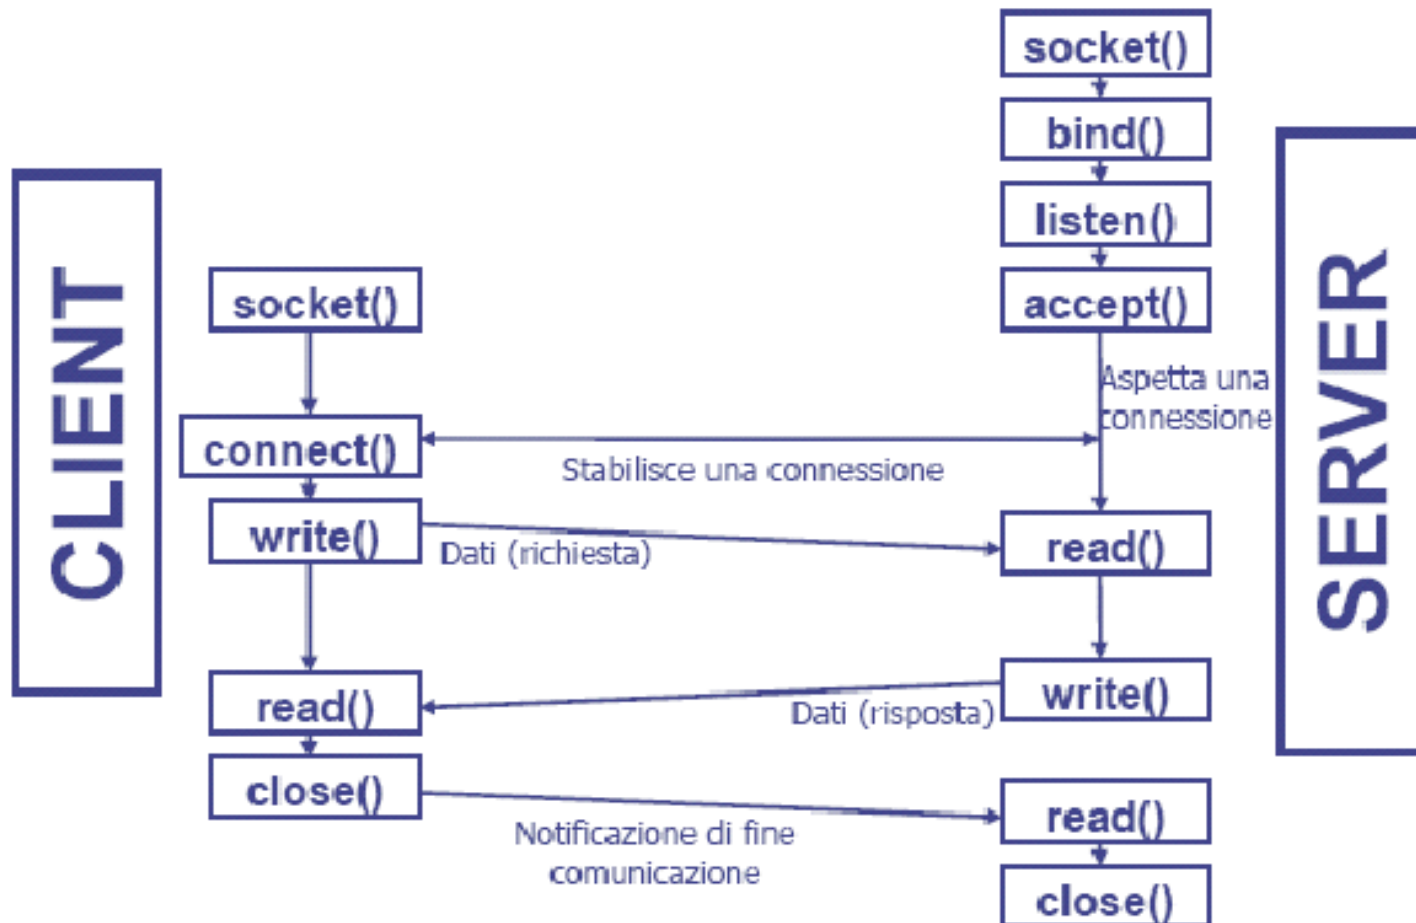 CLIENT
socket()
connect()
write()
read()
close()
Stabilisce una connessione
Dati (richiesta)
Dati (risposta)
Notificazione di fine
comunicazione
socket()
bind()
listen()
accept()
Aspetta una
connessione
read()
write()
read()
close()
SERVER